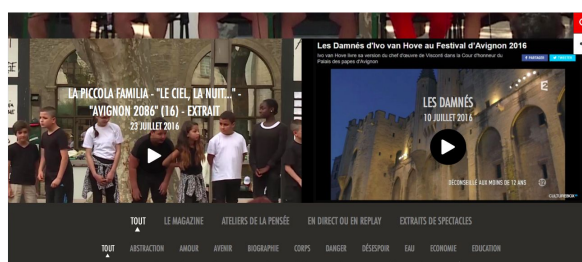 LA PICCOLA FAMILIA - "LE CIEL, LA NUIT..." -
"AVIGNON 2086" (16) - EXTRAIT
23 JUILLET 2016
Les Damnés d'Ivo van Hove au Festival d'Avignon 2016
Ivo van Hove livre sa version du chef d'œuvre de Visconti dans la Cour d'honneur du
Palais des papes d'Avignon.
PARTAGER
TWITTER
2
LES DAMNÉS
10 JUILLET 2016
DÉCONSEILLÉ AUX MOINS DE 12 ANS
CULTUREBOX
TOUT LE MAGAZINE ATELIERS DE LA PENSÉE EN DIRECT OU EN REPLAY EXTRAITS DE SPECTACLES
TOUT ABSTRACTION AMOUR AVENIR BIOGRAPHIE CORPS DANGER DÉSESPOIR EAU ECONOMIE EDUCATION